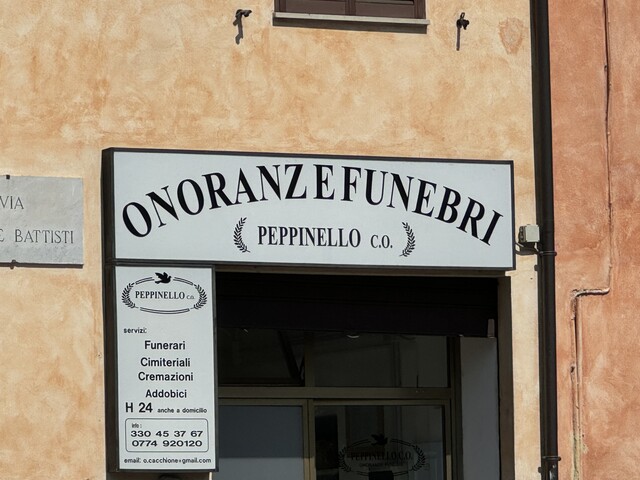 VIA
E BATTISTI
ONORANZE FUNEBRI
PEPPINELLO C.O.
PEPPINELLO C.O.
servizi:
Funerari
Cimiteriali
Cremazioni
Addobici
H 24 anche a domicilio
info:
330 45 37 67
0774 920120
email: o.cacchione@gmail.com